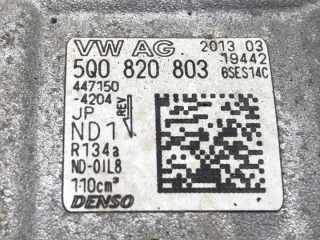 VW AG 2013 03
19442
5Q0 820 803 6SES14C
447150
-4204
JP REV
ND1
R134a
ND-OIL8
110cm³
DENSO